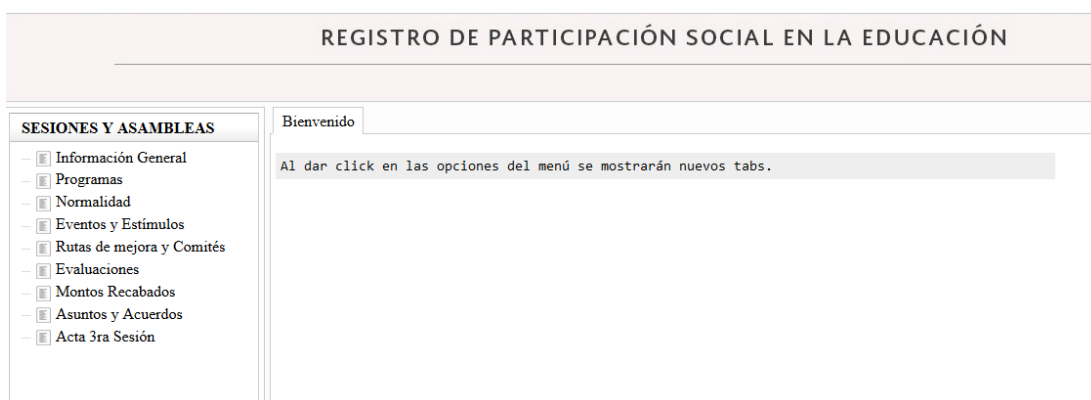 REGISTRO DE PARTICIPACIÓN SOCIAL EN LA EDUCACIÓN
SESIONES Y ASAMBLEAS
Información General
Programas
Normalidad
Eventos y Estímulos
Rutas de mejora y Comités
Evaluaciones
Montos Recabados
Asuntos y Acuerdos
Acta 3ra Sesión
Bienvenido
Al dar click en las opciones del menú se mostrarán nuevos tabs.